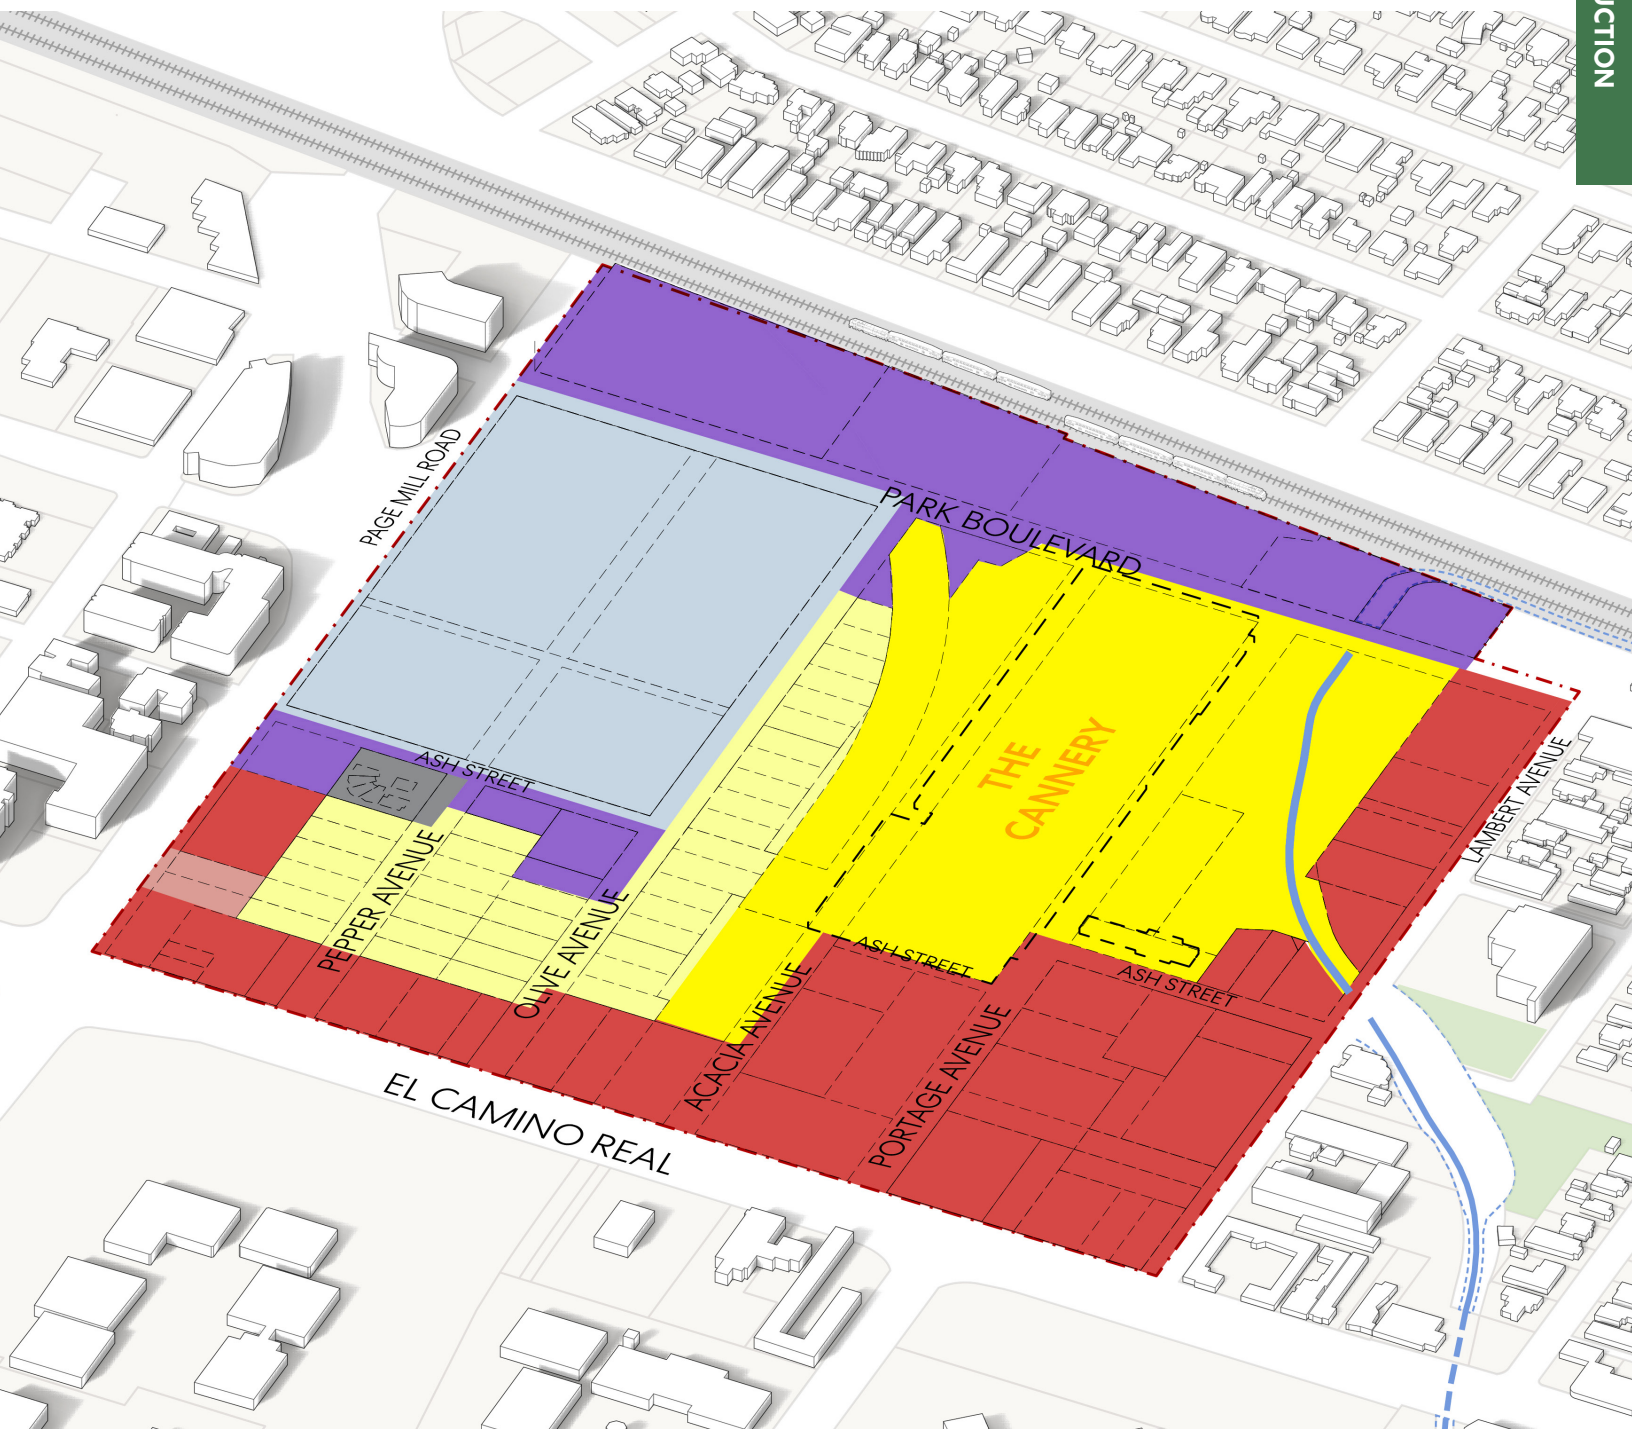 UCTION
PAGE MILL ROAD
PARK BOULEVARD
THE
CANNERY
LAMBERT AVENUE
ASH STREET
PEPPER AVENUE
OLIVE AVENUE
ASH STREET
ASH STREET
ACACIA AVENUE
PORTAGE AVENUE
EL CAMINO REAL